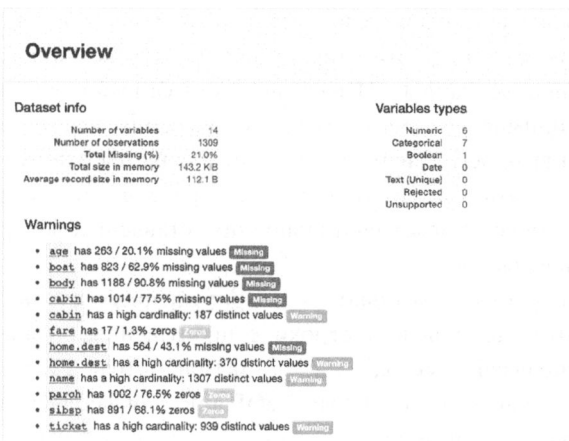 Overview
Dataset info
Number of variables 14
Number of observations 1309
Total Missing (%) 21.0%
Total size in memory 143.2 KiB
Average record size in memory 112.1 B
Variables types
Numeric 6
Categorical 7
Boolean 1
Date 0
Text (Unique) 0
Rejected 0
Unsupported 0
Warnings
age has 263 / 20.1% missing values Missing
boat has 823 / 62.9% missing values Missing
body has 1188 / 90.8% missing values Missing
cabin has 1014 / 77.5% missing values Missing
cabin has a high cardinality: 187 distinct values Warning
fare has 17 / 1.3% zeros Zeros
home.dest has 564 / 43.1% missing values Missing
home.dest has a high cardinality: 370 distinct values Warning
name has a high cardinality: 1307 distinct values Warning
parch has 1002 / 76.5% zeros Zeros
sibsp has 891 / 68.1% zeros Zeros
ticket has a high cardinality: 939 distinct values Warning